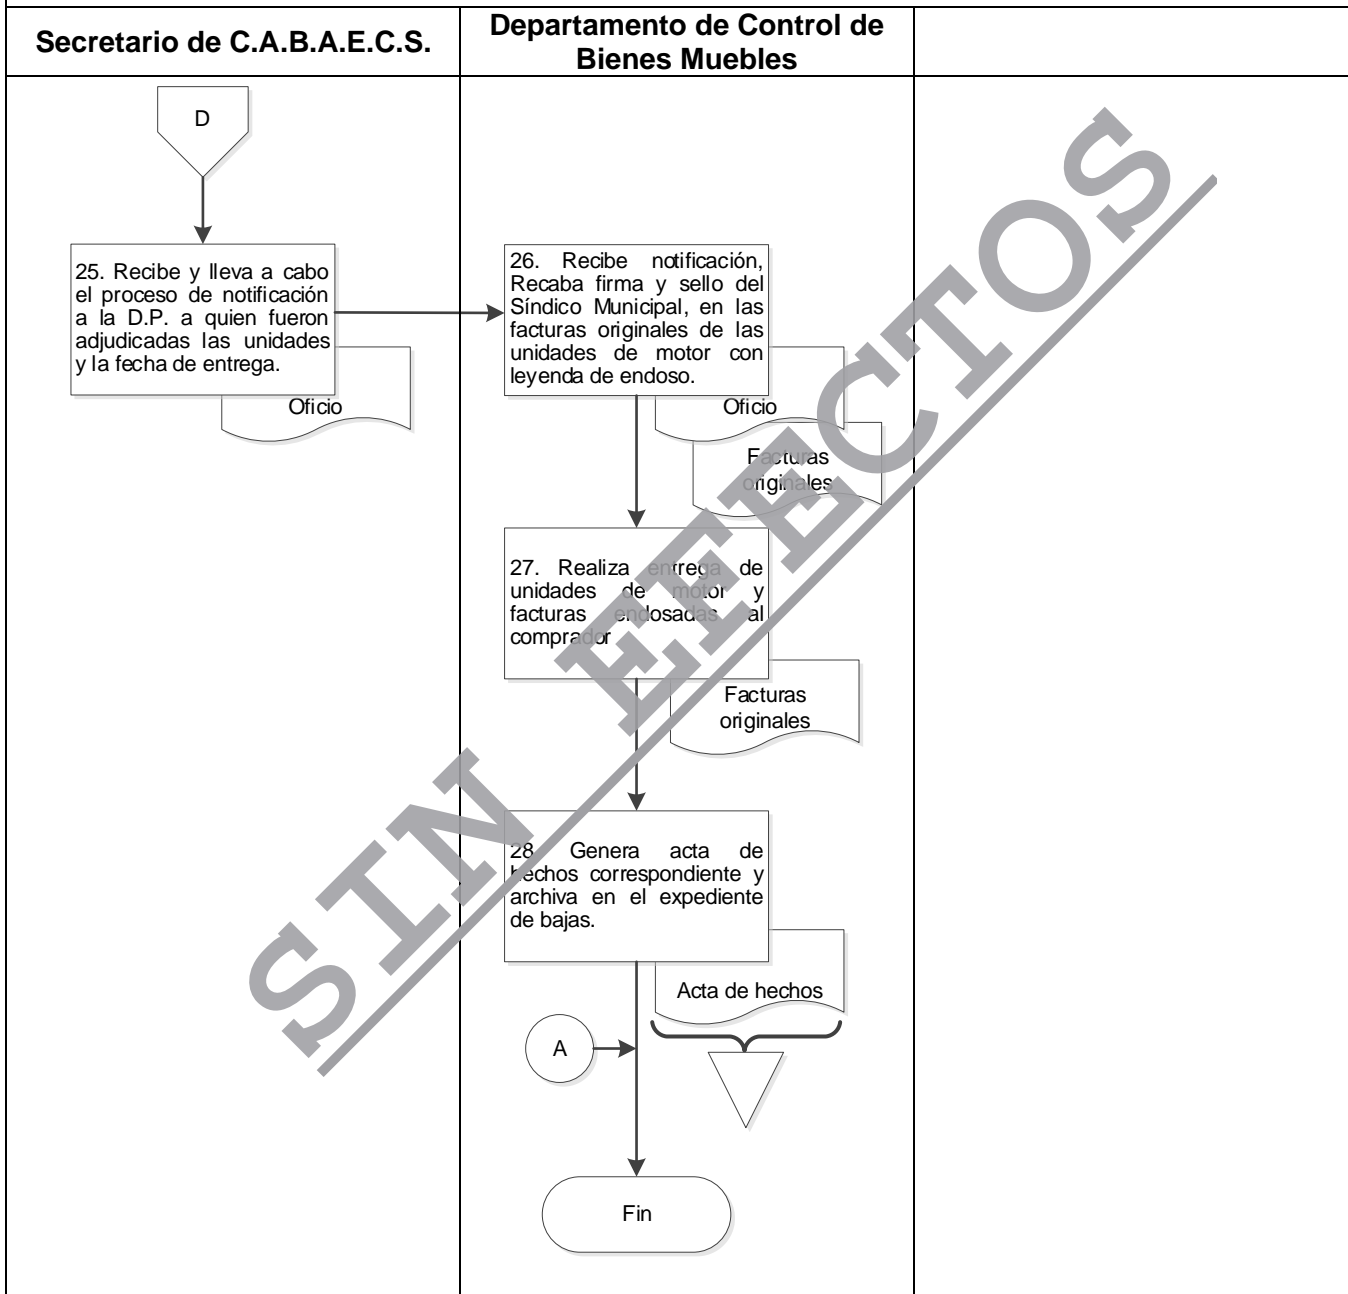 Secretario de C.A.B.A.E.C.S.
Departamento de Control de
Bienes Muebles
D
25. Recibe y lleva a cabo
el proceso de notificación
a la D.P. a quien fueron
adjudicadas las unidades
y la fecha de entrega.
Oficio
26. Recibe notificación,
Recaba firma y sello del
Síndico Municipal, en las
facturas originales de las
unidades de motor con
leyenda de endoso.
Oficio
Facturas
originales
27. Realiza entrega de
unidades de motor y
facturas endosadas al
comprador
Facturas
originales
28. Genera acta de
hechos correspondiente y
archiva en el expediente
de bajas.
Acta de hechos
A
Fin
SIN EFECTOS